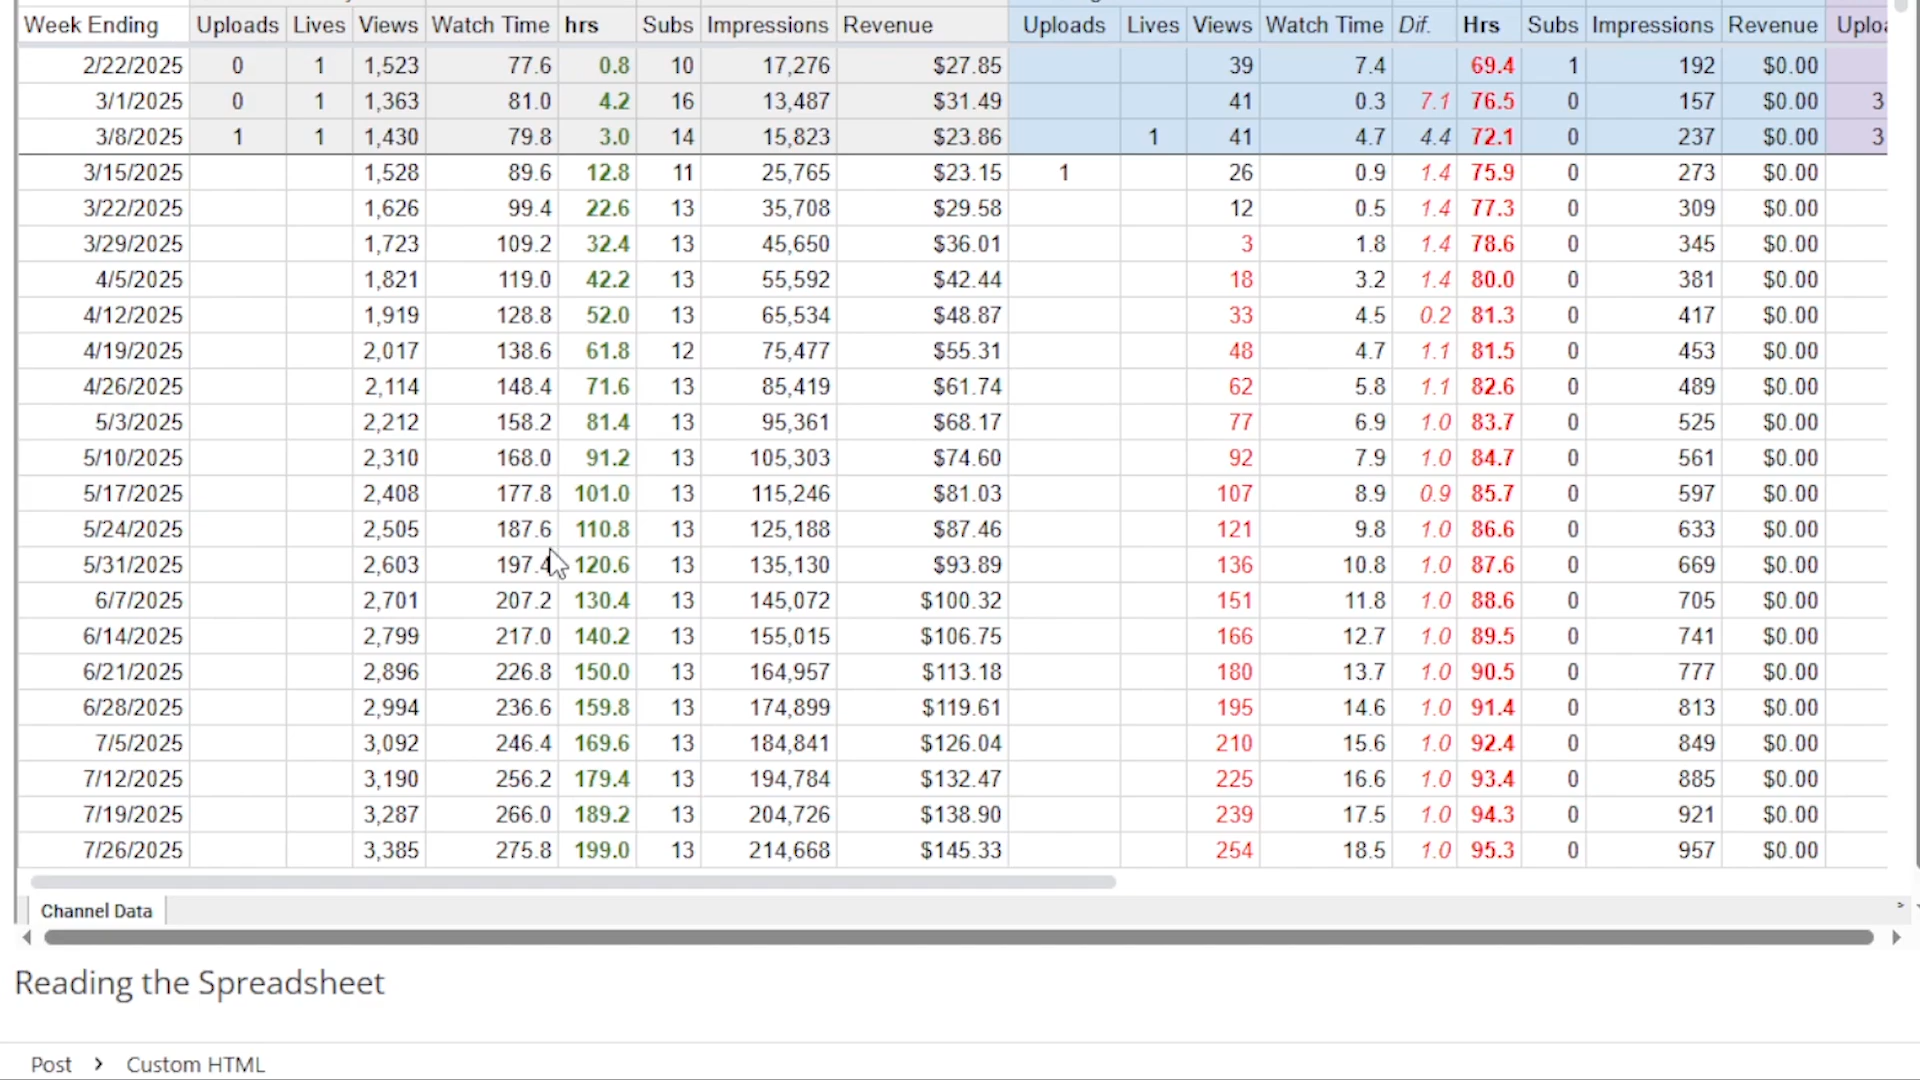 Week Ending Uploads Lives Views Watch Time hrs Subs Impressions Revenue Uploads Lives Views Watch Time Dif. Hrs Subs Impressions Revenue
2/22/2025 0 1 1,523 77.6 0.8 10 17,276 $27.85 39 7.4 69.4 1 192 $0.00
3/1/2025 0 1 1,363 81.0 4.2 16 13,487 $31.49 41 0.3 7.1 76.5 0 157 $0.00 3
3/8/2025 1 1 1,430 79.8 3.0 14 15,823 $23.86 1 41 4.7 4.4 72.1 0 237 $0.00 3
3/15/2025 1,528 89.6 12.8 11 25,765 $23.15 1 26 0.9 1.4 75.9 0 273 $0.00
3/22/2025 1,626 99.4 22.6 13 35,708 $29.58 12 0.5 1.4 77.3 0 309 $0.00
3/29/2025 1,723 109.2 32.4 13 45,650 $36.01 3 1.8 1.4 78.6 0 345 $0.00
4/5/2025 1,821 119.0 42.2 13 55,592 $42.44 18 3.2 1.4 80.0 0 381 $0.00
4/12/2025 1,919 128.8 52.0 13 65,534 $48.87 33 4.5 0.2 81.3 0 417 $0.00
4/19/2025 2,017 138.6 61.8 12 75,477 $55.31 48 4.7 1.1 81.5 0 453 $0.00
4/26/2025 2,114 148.4 71.6 13 85,419 $61.74 62 5.8 1.1 82.6 0 489 $0.00
5/3/2025 2,212 158.2 81.4 13 95,361 $68.17 77 6.9 1.0 83.7 0 525 $0.00
5/10/2025 2,310 168.0 91.2 13 105,303 $74.60 92 7.9 1.0 84.7 0 561 $0.00
5/17/2025 2,408 177.8 101.0 13 115,246 $81.03 107 8.9 0.9 85.7 0 597 $0.00
5/24/2025 2,505 187.6 110.8 13 125,188 $87.46 121 9.8 1.0 86.6 0 633 $0.00
5/31/2025 2,603 197.4 120.6 13 135,130 $93.89 136 10.8 1.0 87.6 0 669 $0.00
6/7/2025 2,701 207.2 130.4 13 145,072 $100.32 151 11.8 1.0 88.6 0 705 $0.00
6/14/2025 2,799 217.0 140.2 13 155,015 $106.75 166 12.7 1.0 89.5 0 741 $0.00
6/21/2025 2,896 226.8 150.0 13 164,957 $113.18 180 13.7 1.0 90.5 0 777 $0.00
6/28/2025 2,994 236.6 159.8 13 174,899 $119.61 195 14.6 1.0 91.4 0 813 $0.00
7/5/2025 3,092 246.4 169.6 13 184,841 $126.04 210 15.6 1.0 92.4 0 849 $0.00
7/12/2025 3,190 256.2 179.4 13 194,784 $132.47 225 16.6 1.0 93.4 0 885 $0.00
7/19/2025 3,287 266.0 189.2 13 204,726 $138.90 239 17.5 1.0 94.3 0 921 $0.00
7/26/2025 3,385 275.8 199.0 13 214,668 $145.33 254 18.5 1.0 95.3 0 957 $0.00
Channel Data
Reading the Spreadsheet
Post > Custom HTML